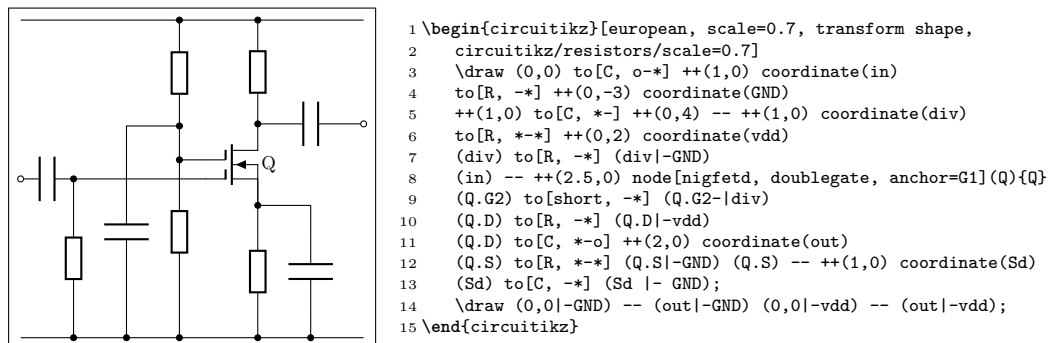 Q
1 \begin{circuitikz}[european, scale=0.7, transform shape,
2     circuitikz/resistors/scale=0.7]
3     \draw (0,0) to[C, o-*] ++(1,0) coordinate(in)
4     to[R, -*] ++(0,-3) coordinate(GND)
5     ++(1,0) to[C, *-] ++(0,4) -- ++(1,0) coordinate(div)
6     to[R, *-*] ++(0,2) coordinate(vdd)
7     (div) to[R, -*] (div|-GND)
8     (in) -- ++(2.5,0) node[nigfetd, doublegate, anchor=G1](Q){Q}
9     (Q.G2) to[short, -*] (Q.G2-|div)
10     (Q.D) to[R, -*] (Q.D|-vdd)
11     (Q.D) to[C, *-o] ++(2,0) coordinate(out)
12     (Q.S) to[R, *-*] (Q.S|-GND) (Q.S) -- ++(1,0) coordinate(Sd)
13     (Sd) to[C, -*] (Sd |- GND);
14     \draw (0,0|-GND) -- (out|-GND) (0,0|-vdd) -- (out|-vdd);
15 \end{circuitikz}